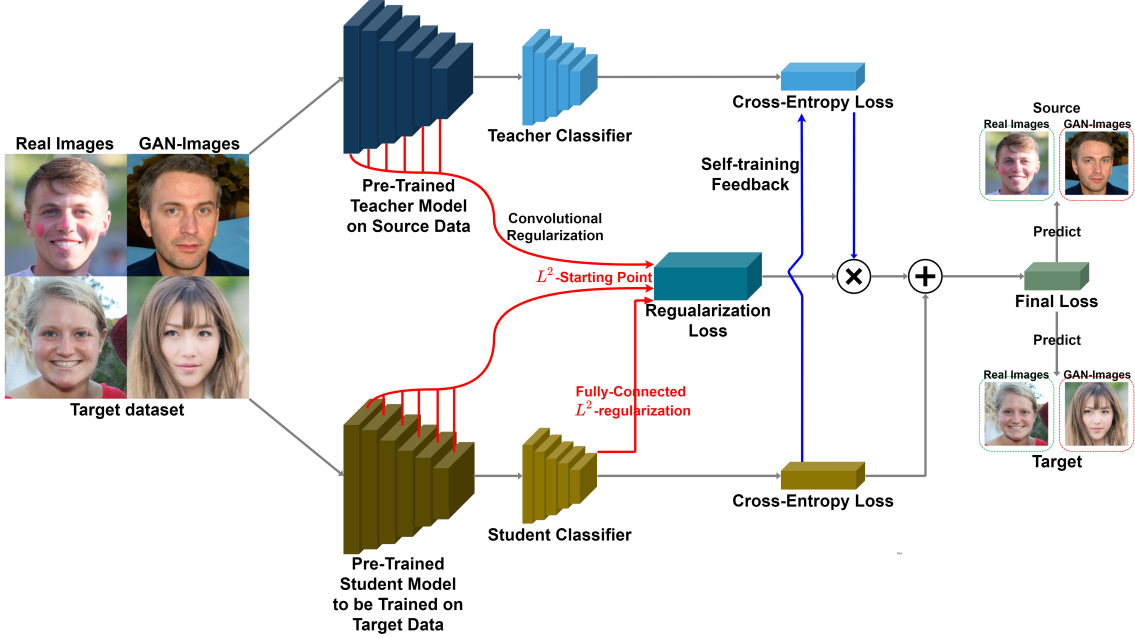 Real Images
GAN-Images
Target dataset
Pre-Trained
Teacher Model
on Source Data
Teacher Classifier
Cross-Entropy Loss
Self-training
Feedback
Convolutional
Regularization
L²-Starting Point
Regualarization
Loss
Fully-Connected
L²-regularization
Pre-Trained
Student Model
to be Trained on
Target Data
Student Classifier
Cross-Entropy Loss
×
+
Final Loss
Predict
Predict
Source
Real Images
GAN-Images
Real Images
GAN-Images
Target